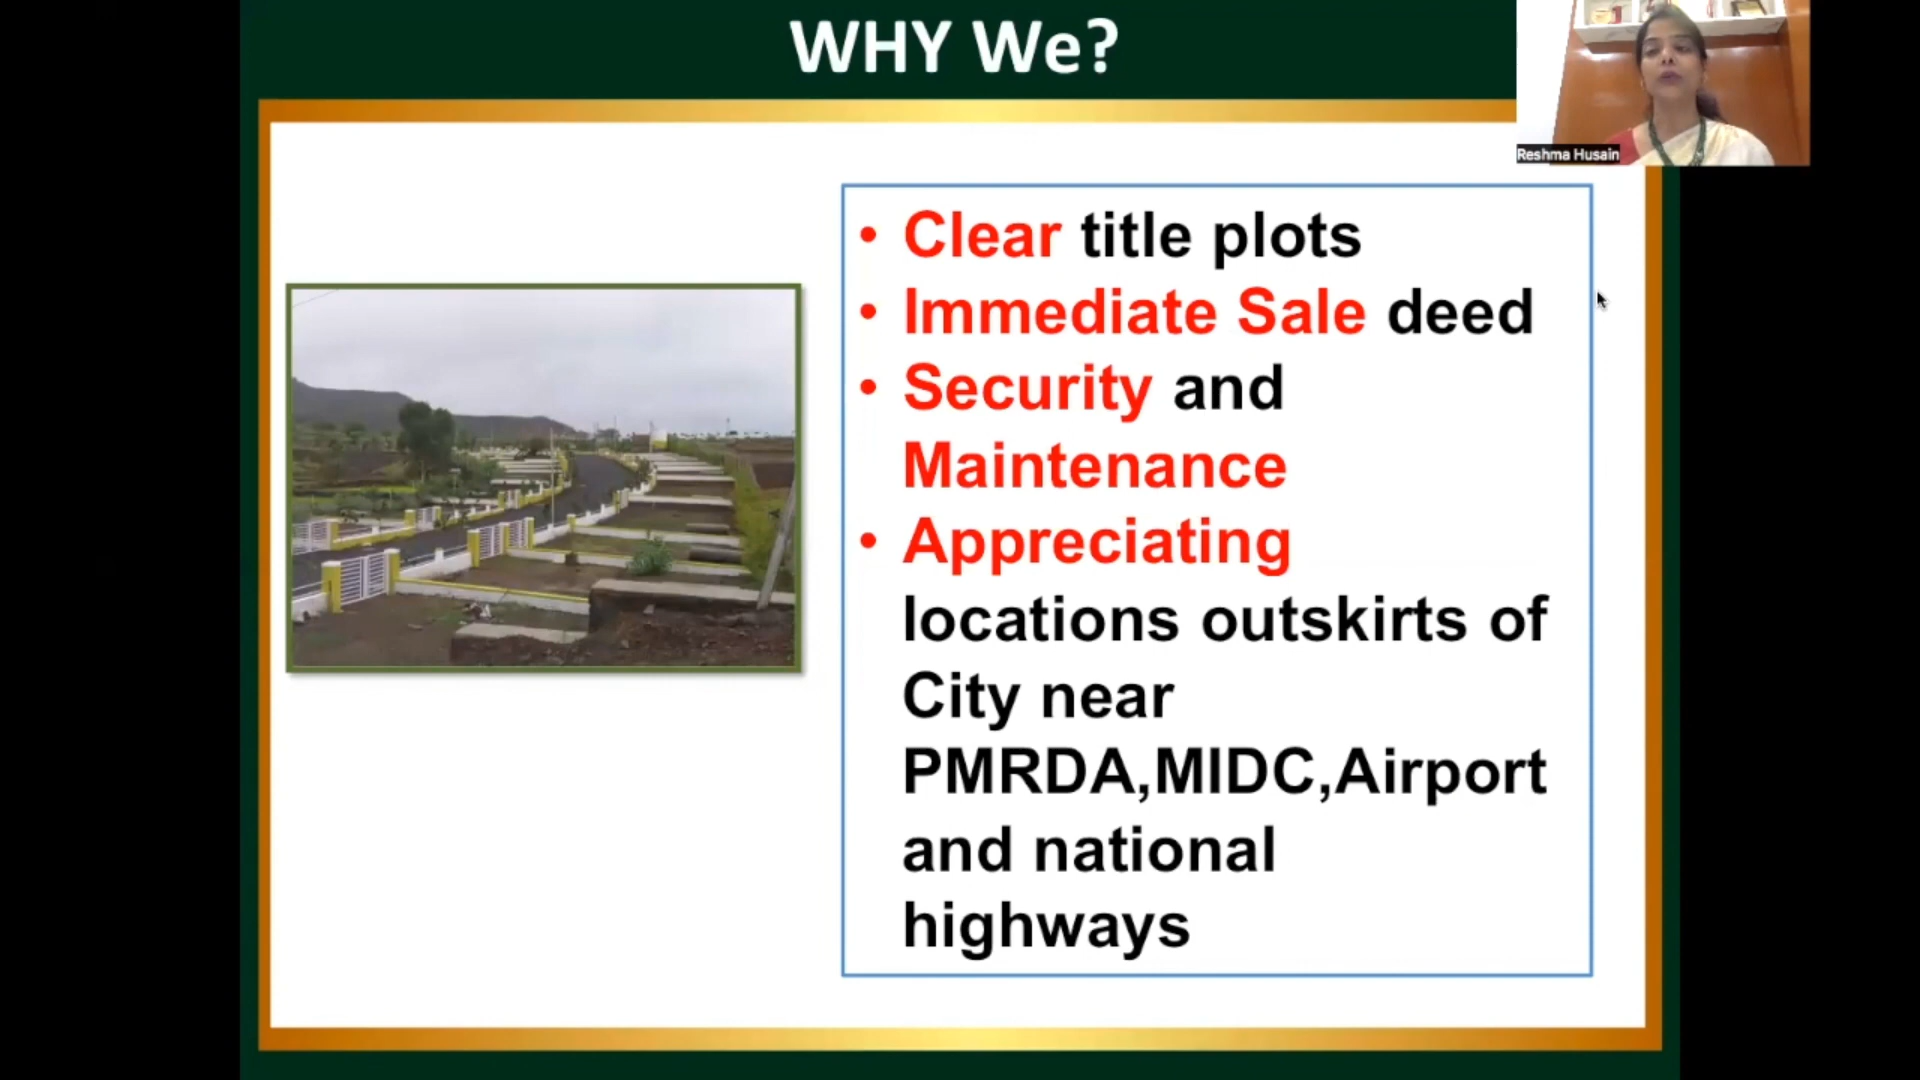 WHY We?
Reshma Husain
• Clear title plots
• Immediate Sale deed
• Security and
Maintenance
• Appreciating
locations outskirts of
City near
PMRDA,MIDC,Airport
and national
highways